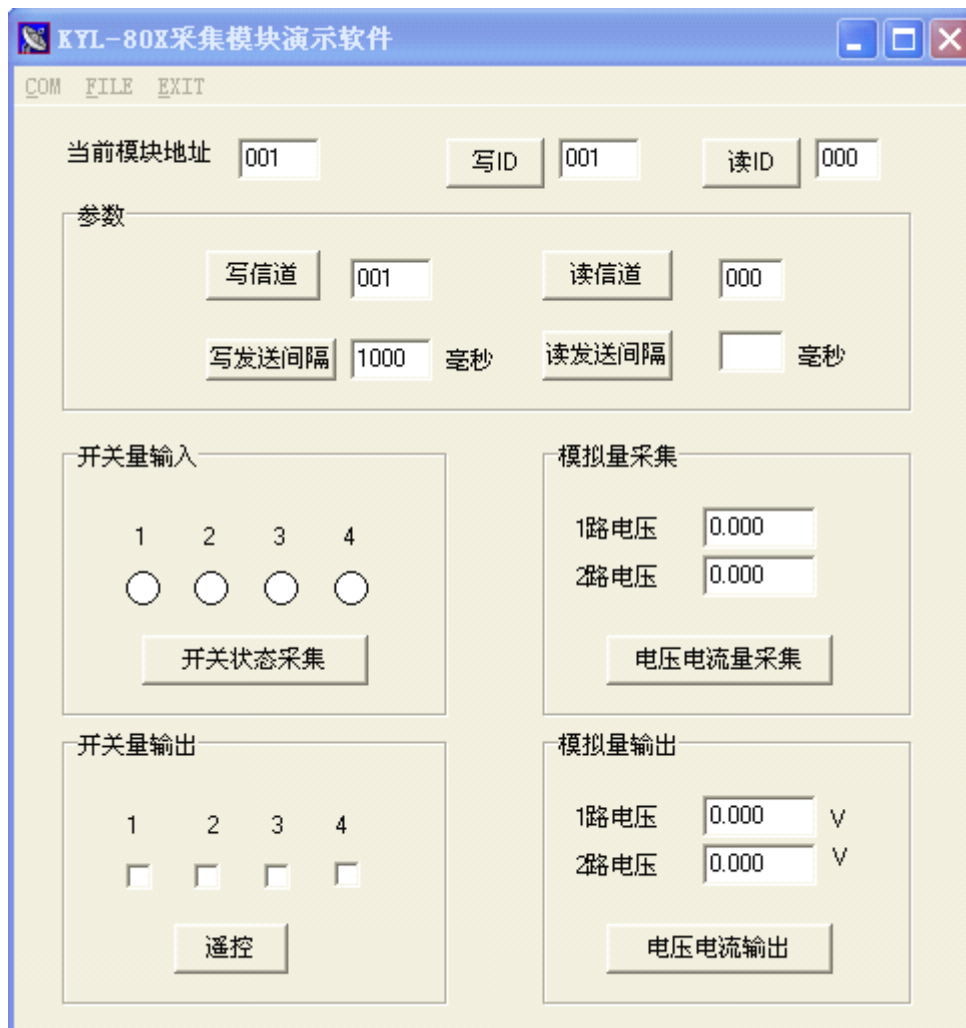 KYL-80X采集模块演示软件
COM FILE EXIT
当前模块地址 001 写ID 001 读ID 000
参数
写信道 001 读信道 000
写发送间隔 1000 毫秒 读发送间隔 毫秒
开关量输入
1 2 3 4
开关状态采集
模拟量采集
1路电压 0.000
2路电压 0.000
电压电流量采集
开关量输出
1 2 3 4
遥控
模拟量输出
1路电压 0.000 V
2路电压 0.000 V
电压电流输出